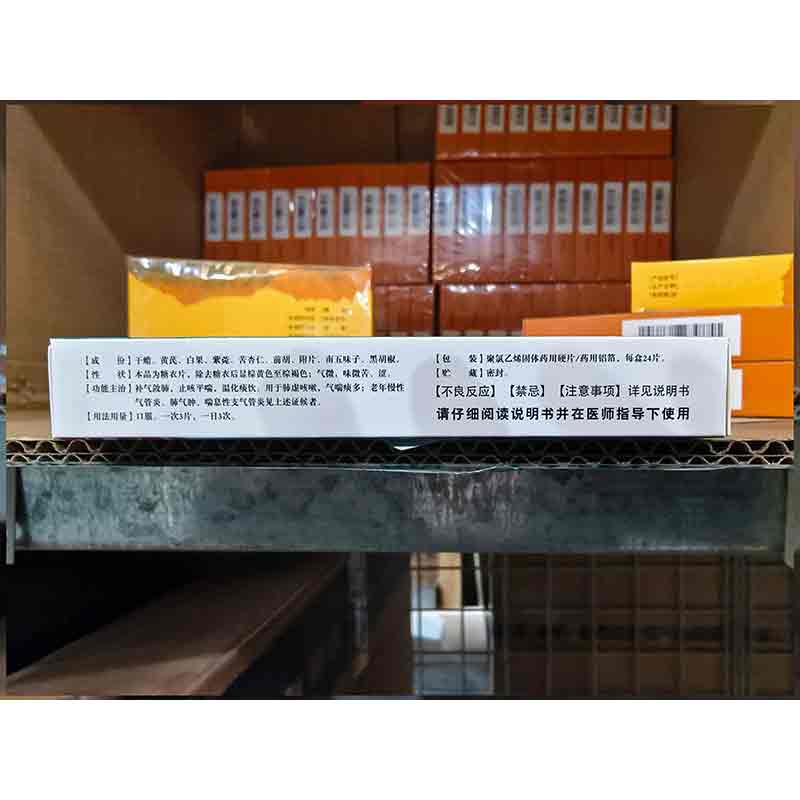 【成　份】干蟾、黄芪、白果、紫菀、苦杏仁、前胡、附片、南五味子、黑胡椒。
【性　状】本品为糖衣片，除去糖衣后显棕黄色至棕褐色；气微，味微苦、涩。
【功能主治】补气敛肺，止咳平喘，温化痰饮。用于肺虚咳嗽，气喘痰多；老年慢性
气管炎、肺气肿、喘息性支气管炎见上述证候者。
【用法用量】口服。一次3片，一日3次。
【包　装】聚氯乙烯固体药用硬片/药用铝箔，每盒24片。
【贮　藏】密封。
【不良反应】【禁忌】【注意事项】详见说明书
请仔细阅读说明书并在医师指导下使用